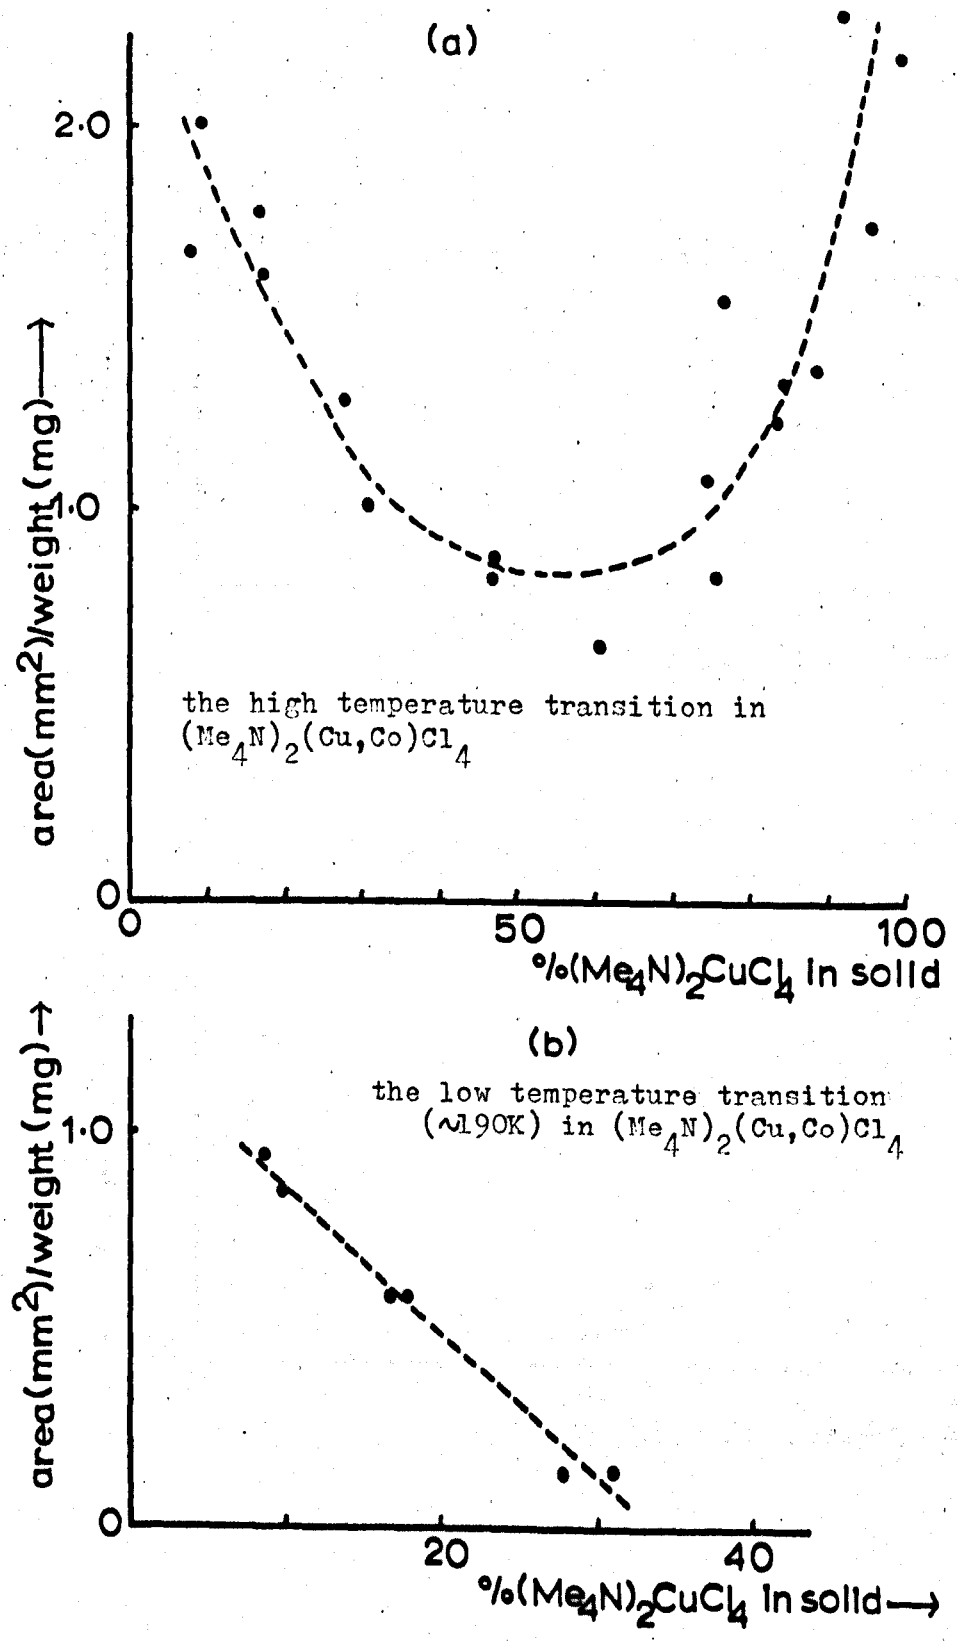 (a)
2.0
1.0
0
area(mm²)/weight(mg)→
the high temperature transition in
(Me₄N)₂(Cu,Co)Cl₄
0 50 100
%(Me₄N)₂CuCl₄ in solid
(b)
the low temperature transition
(~190K) in (Me₄N)₂(Cu,Co)Cl₄
1.0
0
area(mm²)/weight(mg)→
20 40
%(Me₄N)₂CuCl₄ in solid→